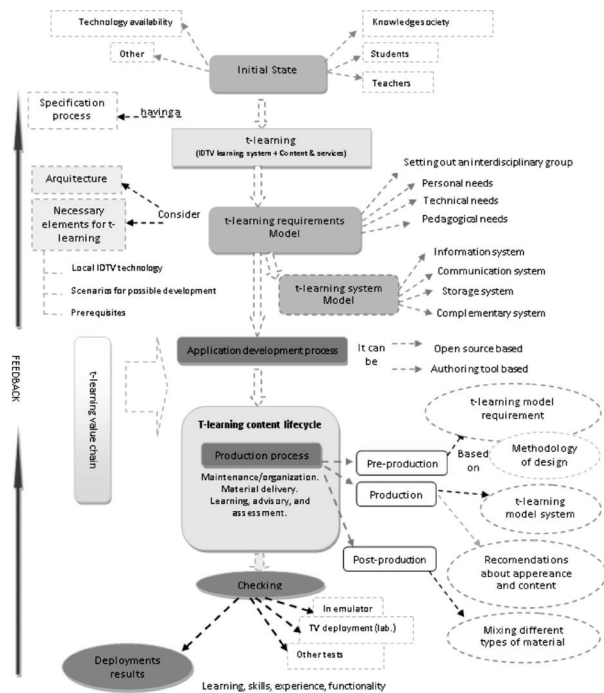 Technology availability
Knowledge society
Other
Students
Initial State
Teachers
Specification
process
having a
t-learning
(IDTV learning system + Content & services)
Setting out an interdisciplinary group
Arquitecture
Personal needs
Consider
Technical needs
Necessary
elements for t-
learning
t-learning requirements
Model
Pedagogical needs
Information system
Local IDTV technology
Communication system
Scenarios for possible development
t-learning system
Model
Storage system
Prerequisites
Complementary system
Application development process
It can
be
Open source based
Authoring tool based
FEEDBACK
t-learning value chain
T-learning content lifecycle
t-learning model
requirement
Production process
Pre-production
Based
on
Methodology
of design
Maintenance/organization.
Material delivery.
Learning, advisory, and
assessment.
Production
t-learning
model system
Post-production
Recomendations
about appereance
and content
Checking
In emulator
TV deployment (lab.)
Other tests
Mixing different
types of material
Deployments
results
Learning, skills, experience, functionality